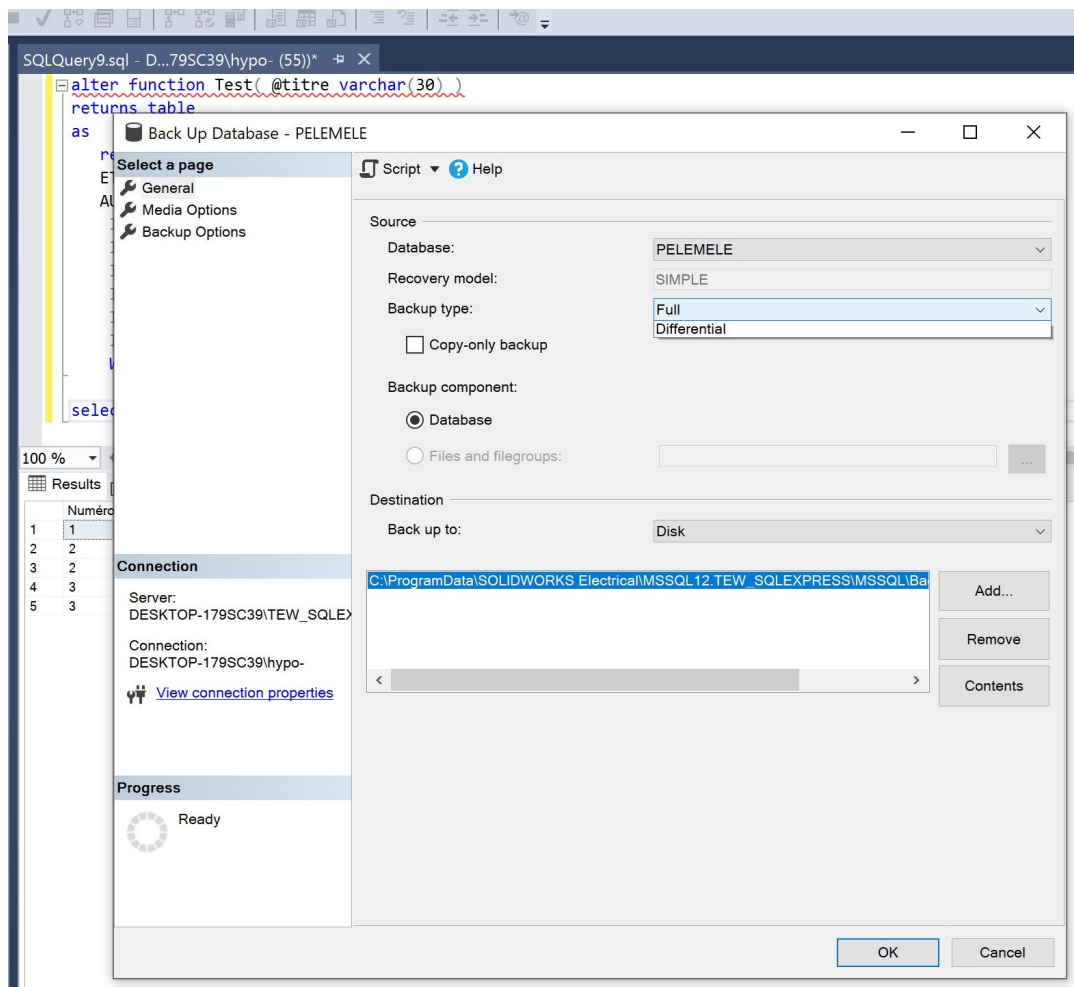 SQLQuery9.sql - D...79SC39\hypo- (55))*
alter function Test( @titre varchar(30) )
returns table
as
Back Up Database - PELEMELE
Select a page
General
Media Options
Backup Options
Script
Help
Source
Database:
PELEMELE
Recovery model:
SIMPLE
Backup type:
Full
Differential
Copy-only backup
Backup component:
Database
Files and filegroups:
...
Destination
Back up to:
Disk
C:\ProgramData\SOLIDWORKS Electrical\MSSQL12.TEW_SQLEXPRESS\MSSQL\Ba
Add...
Remove
Contents
Connection
Server:
DESKTOP-179SC39\TEW_SQLEX
Connection:
DESKTOP-179SC39\hypo-
View connection properties
Progress
Ready
OK
Cancel
selec
100 %
Results
Numéro
1 1
2 2
3 2
4 3
5 3